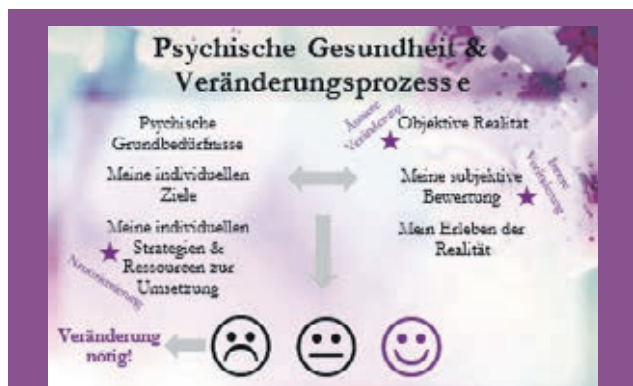 Psychische Gesundheit &
Veränderungsprozesse
Psychische
Grundbedürfnisse
Meine individuellen
Ziele
Meine individuellen
Strategien &
Ressourcen zur
Umsetzung
Neuorientierung
Äussere
Veränderung
Objektive Realität
Meine subjektive
Bewertung
Innere
Veränderung
Mein Erleben der
Realität
Veränderung
nötig!